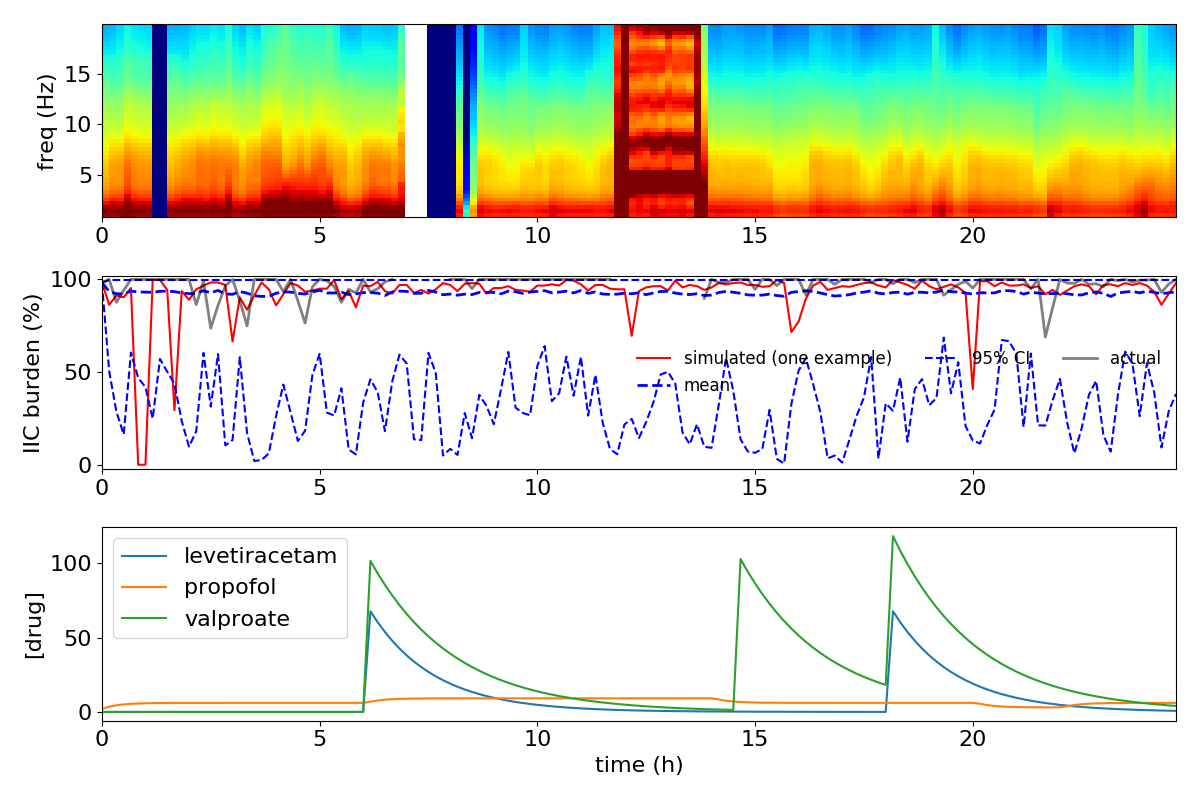 freq (Hz)
15
10
5
0 5 10 15 20
IIC burden (%)
100
50
0
simulated (one example) 95% CI actual
mean
0 5 10 15 20
[drug]
100
50
0
levetiracetam
propofol
valproate
0 5 10 15 20
time (h)